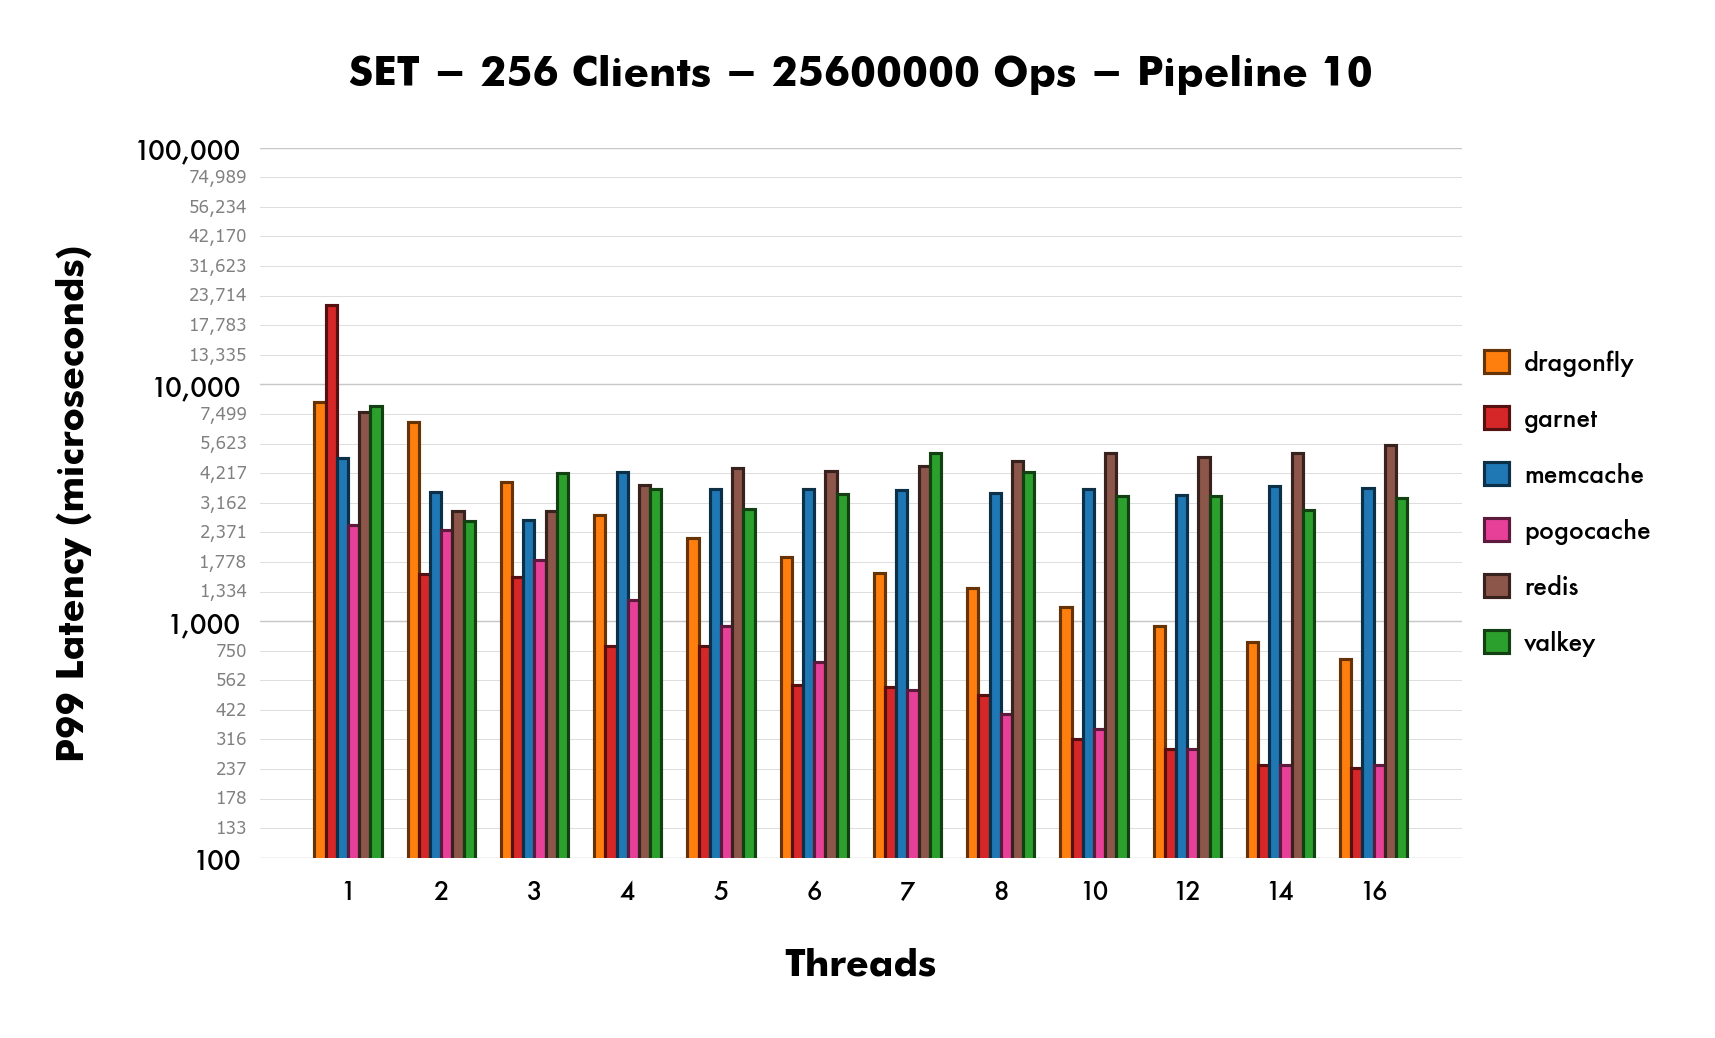 SET – 256 Clients – 25600000 Ops – Pipeline 10
P99 Latency (microseconds)
100,000
74,989
56,234
42,170
31,623
23,714
17,783
13,335
10,000
7,499
5,623
4,217
3,162
2,371
1,778
1,334
1,000
750
562
422
316
237
178
133
100
1 2 3 4 5 6 7 8 10 12 14 16
Threads
dragonfly
garnet
memcache
pogocache
redis
valkey